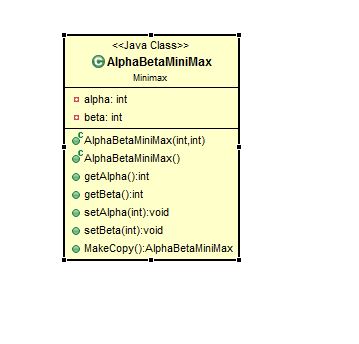 <<Java Class>>
AlphaBetaMiniMax
Minimax
alpha: int
beta: int
AlphaBetaMiniMax(int,int)
AlphaBetaMiniMax()
getAlpha():int
getBeta():int
setAlpha(int):void
setBeta(int):void
MakeCopy():AlphaBetaMiniMax